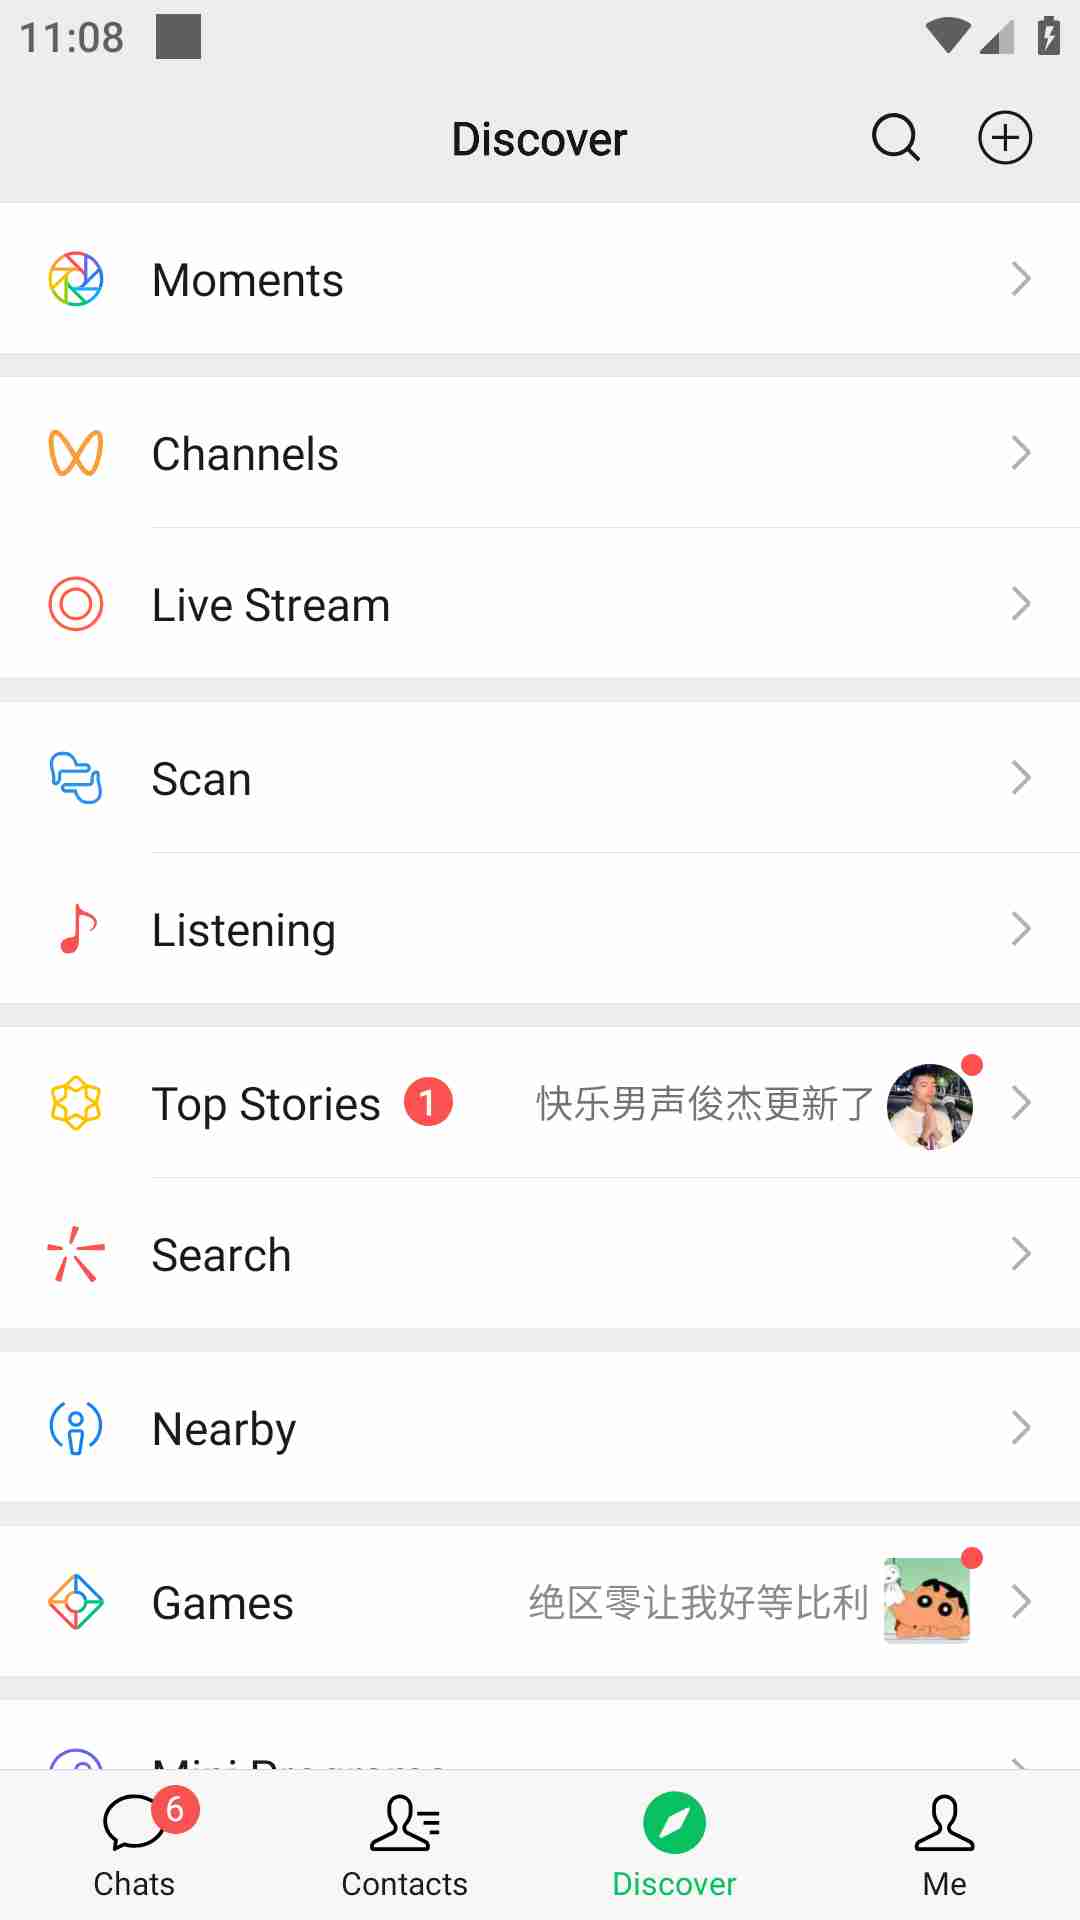 11:08
Discover
Moments
Channels
Live Stream
Scan
Listening
Top Stories 1 快乐男声俊杰更新了
Search
Nearby
Games 绝区零让我好等比利
Mini Programs
6
Chats Contacts Discover Me